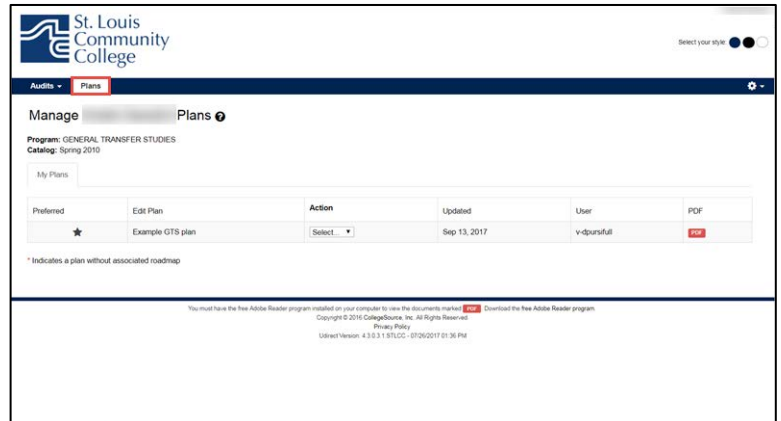 St. Louis
Community
College
Select your style
Audits Plans
Manage Plans ?
Program: GENERAL TRANSFER STUDIES
Catalog: Spring 2010
My Plans
Preferred Edit Plan Action Updated User PDF
★ Example GTS plan Select... Sep 13, 2017 v-dpursifull PDF
* Indicates a plan without associated roadmap
You must have the free Adobe Reader program installed on your computer to view the documents marked PDF . Download the free Adobe Reader program.
Copyright © 2016 CollegeSource, Inc. All Rights Reserved
Privacy Policy
Udirect Version: 4.3.0.3.1.STLCC - 07/26/2017 01:36 PM